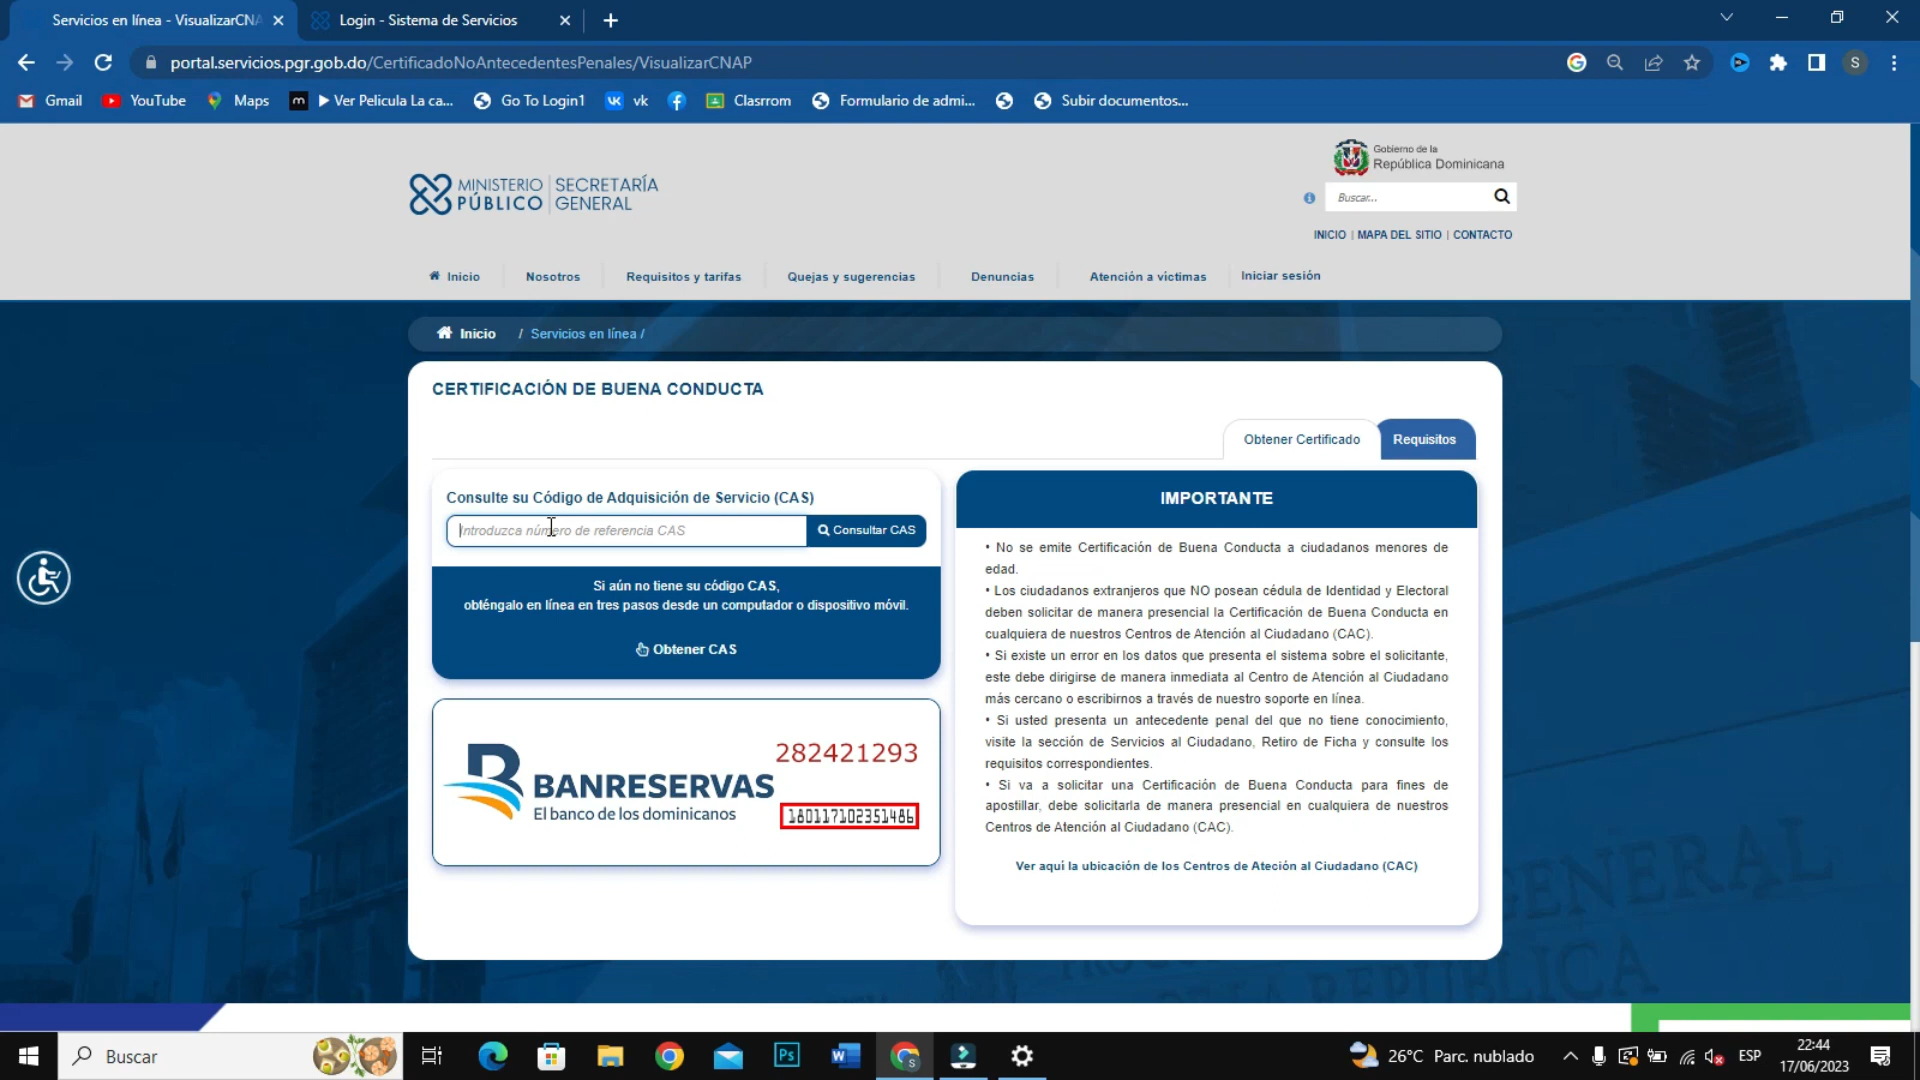 Servicios en línea - VisualizarCNA
Login - Sistema de Servicios
portal.servicios.pgr.gob.do/CertificadoNoAntecedentesPenales/VisualizarCNAP
S
Gmail
YouTube
Maps
m
Ver Pelicula La ca...
Go To Login1
vk
Clasrrom
Formulario de admi...
Subir documentos...
Gobierno de la
República Dominicana
MINISTERIO
PÚBLICO
SECRETARÍA
GENERAL
Buscar...
INICIO | MAPA DEL SITIO | CONTACTO
Inicio
Nosotros
Requisitos y tarifas
Quejas y sugerencias
Denuncias
Atención a víctimas
Iniciar sesión
Inicio / Servicios en línea /
CERTIFICACIÓN DE BUENA CONDUCTA
Obtener Certificado
Requisitos
Consulte su Código de Adquisición de Servicio (CAS)
Introduzca número de referencia CAS
Consultar CAS
Si aún no tiene su código CAS,
obténgalo en línea en tres pasos desde un computador o dispositivo móvil.
Obtener CAS
282421293
BANRESERVAS
El banco de los dominicanos
180117102351486
IMPORTANTE
• No se emite Certificación de Buena Conducta a ciudadanos menores de
edad.
• Los ciudadanos extranjeros que NO posean cédula de Identidad y Electoral
deben solicitar de manera presencial la Certificación de Buena Conducta en
cualquiera de nuestros Centros de Atención al Ciudadano (CAC).
• Si existe un error en los datos que presenta el sistema sobre el solicitante,
este debe dirigirse de manera inmediata al Centro de Atención al Ciudadano
más cercano o escribirnos a través de nuestro soporte en línea.
• Si usted presenta un antecedente penal del que no tiene conocimiento,
visite la sección de Servicios al Ciudadano, Retiro de Ficha y consulte los
requisitos correspondientes.
• Si va a solicitar una Certificación de Buena Conducta para fines de
apostillar, debe solicitarla de manera presencial en cualquiera de nuestros
Centros de Atención al Ciudadano (CAC).
Ver aquí la ubicación de los Centros de Ateción al Ciudadano (CAC)
GENERAL
Buscar
Ps
26°C Parc. nublado
ESP
22:44
17/06/2023